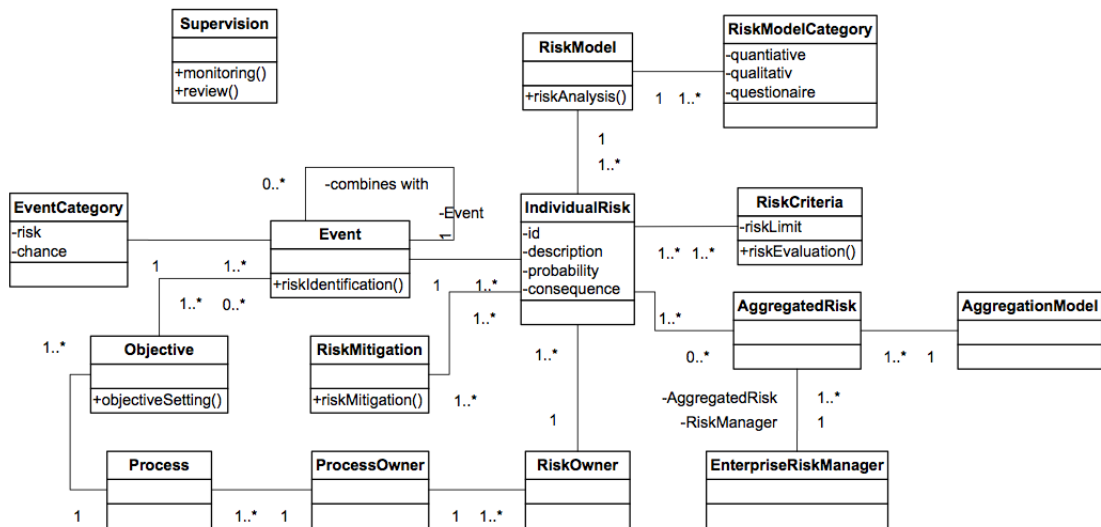 Supervision
+monitoring()
+review()
RiskModel
+riskAnalysis()
RiskModelCategory
-quantiative
-qualitativ
-questionaire
1 1..*
1
1..*
0..* -combines with
-Event
1
EventCategory
-risk
-chance
Event
+riskIdentification()
IndividualRisk
-id
-description
-probability
-consequence
RiskCriteria
-riskLimit
+riskEvaluation()
1..* 1..*
1 1..*
1 1..*
1..* 0..*
1..*
1..*
AggregatedRisk
AggregationModel
0..* 1..* 1
1..*
Objective
+objectiveSetting()
RiskMitigation
+riskMitigation()
1..*
1..*
1
-AggregatedRisk 1..*
-RiskManager 1
Process
ProcessOwner
RiskOwner
EnterpriseRiskManager
1 1..* 1 1 1..*